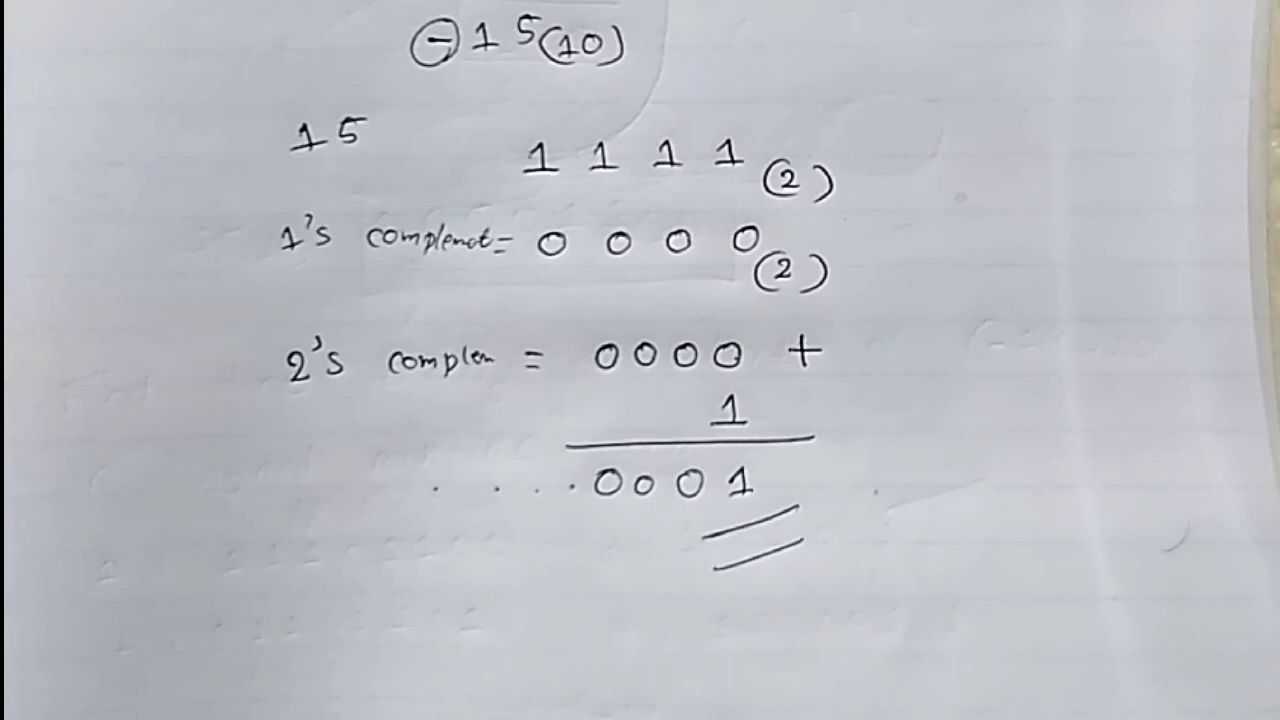 ⊖15(10)
15
1 1 1 1 (2)
1's complemet= 0 0 0 0 (2)
2's complem = 0000 +
1
....0001